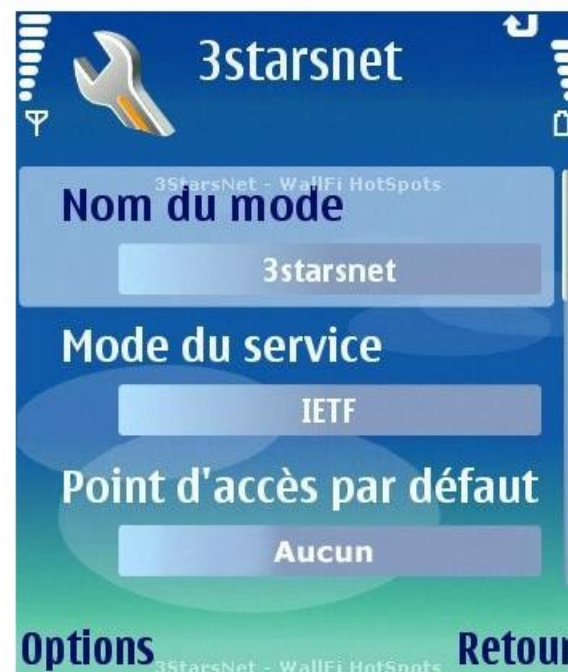 3starsnet
3StarsNet - WallFi HotSpots
Nom du mode
3starsnet
Mode du service
IETF
Point d'accès par défaut
Aucun
Options
Retour
3StarsNet - WallFi HotSpots